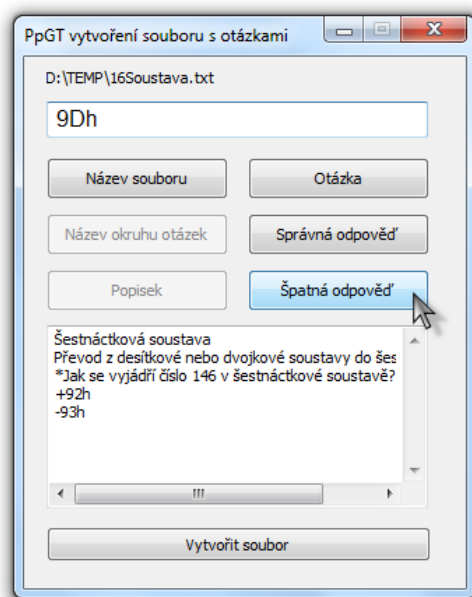 PpGT vytvoření souboru s otázkami
D:\TEMP\16Soustava.txt
9Dh
Název souboru
Otázka
Název okruhu otázek
Správná odpověď
Popisek
Špatná odpověď
Šestnáctková soustava
Převod z desítkové nebo dvojkové soustavy do šes
*Jak se vyjádří číslo 146 v šestnáctkové soustavě?
+92h
-93h
Vytvořit soubor